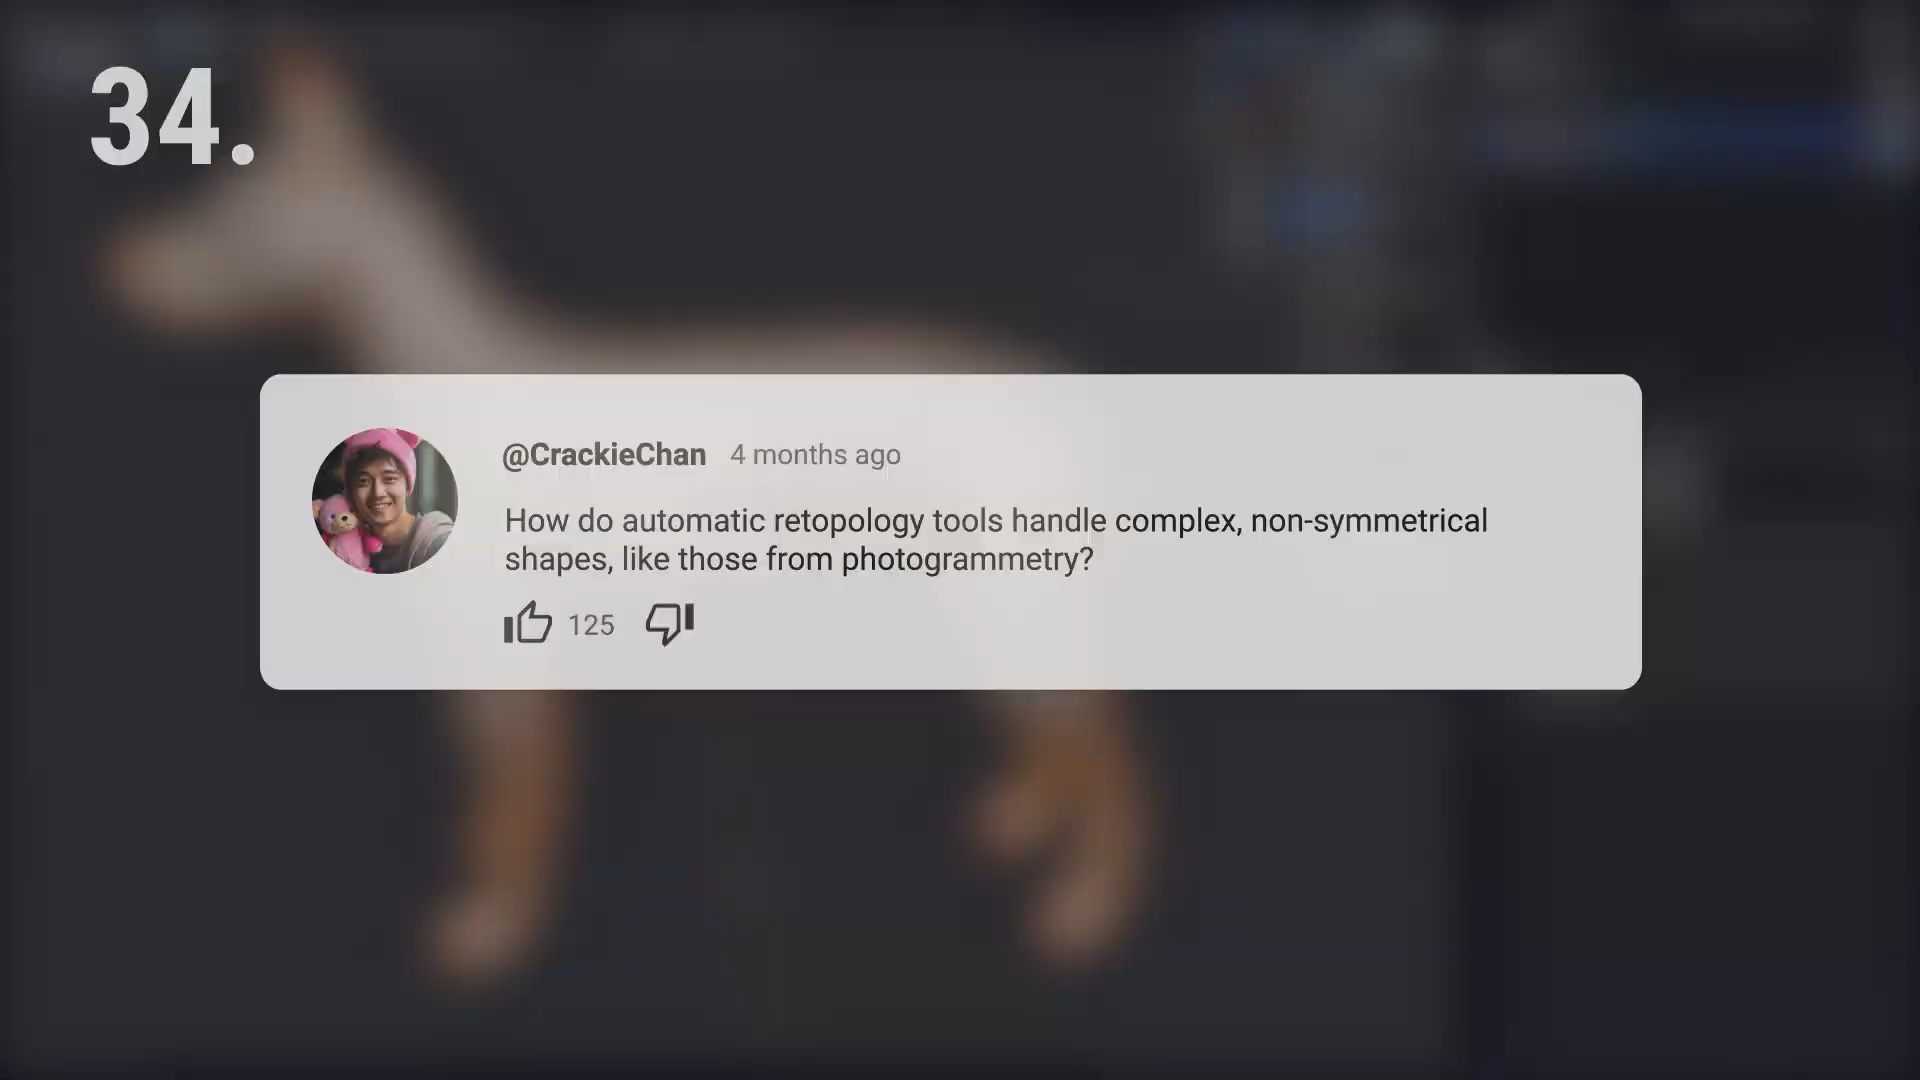 34.
@CrackieChan 4 months ago
How do automatic retopology tools handle complex, non-symmetrical
shapes, like those from photogrammetry?
125